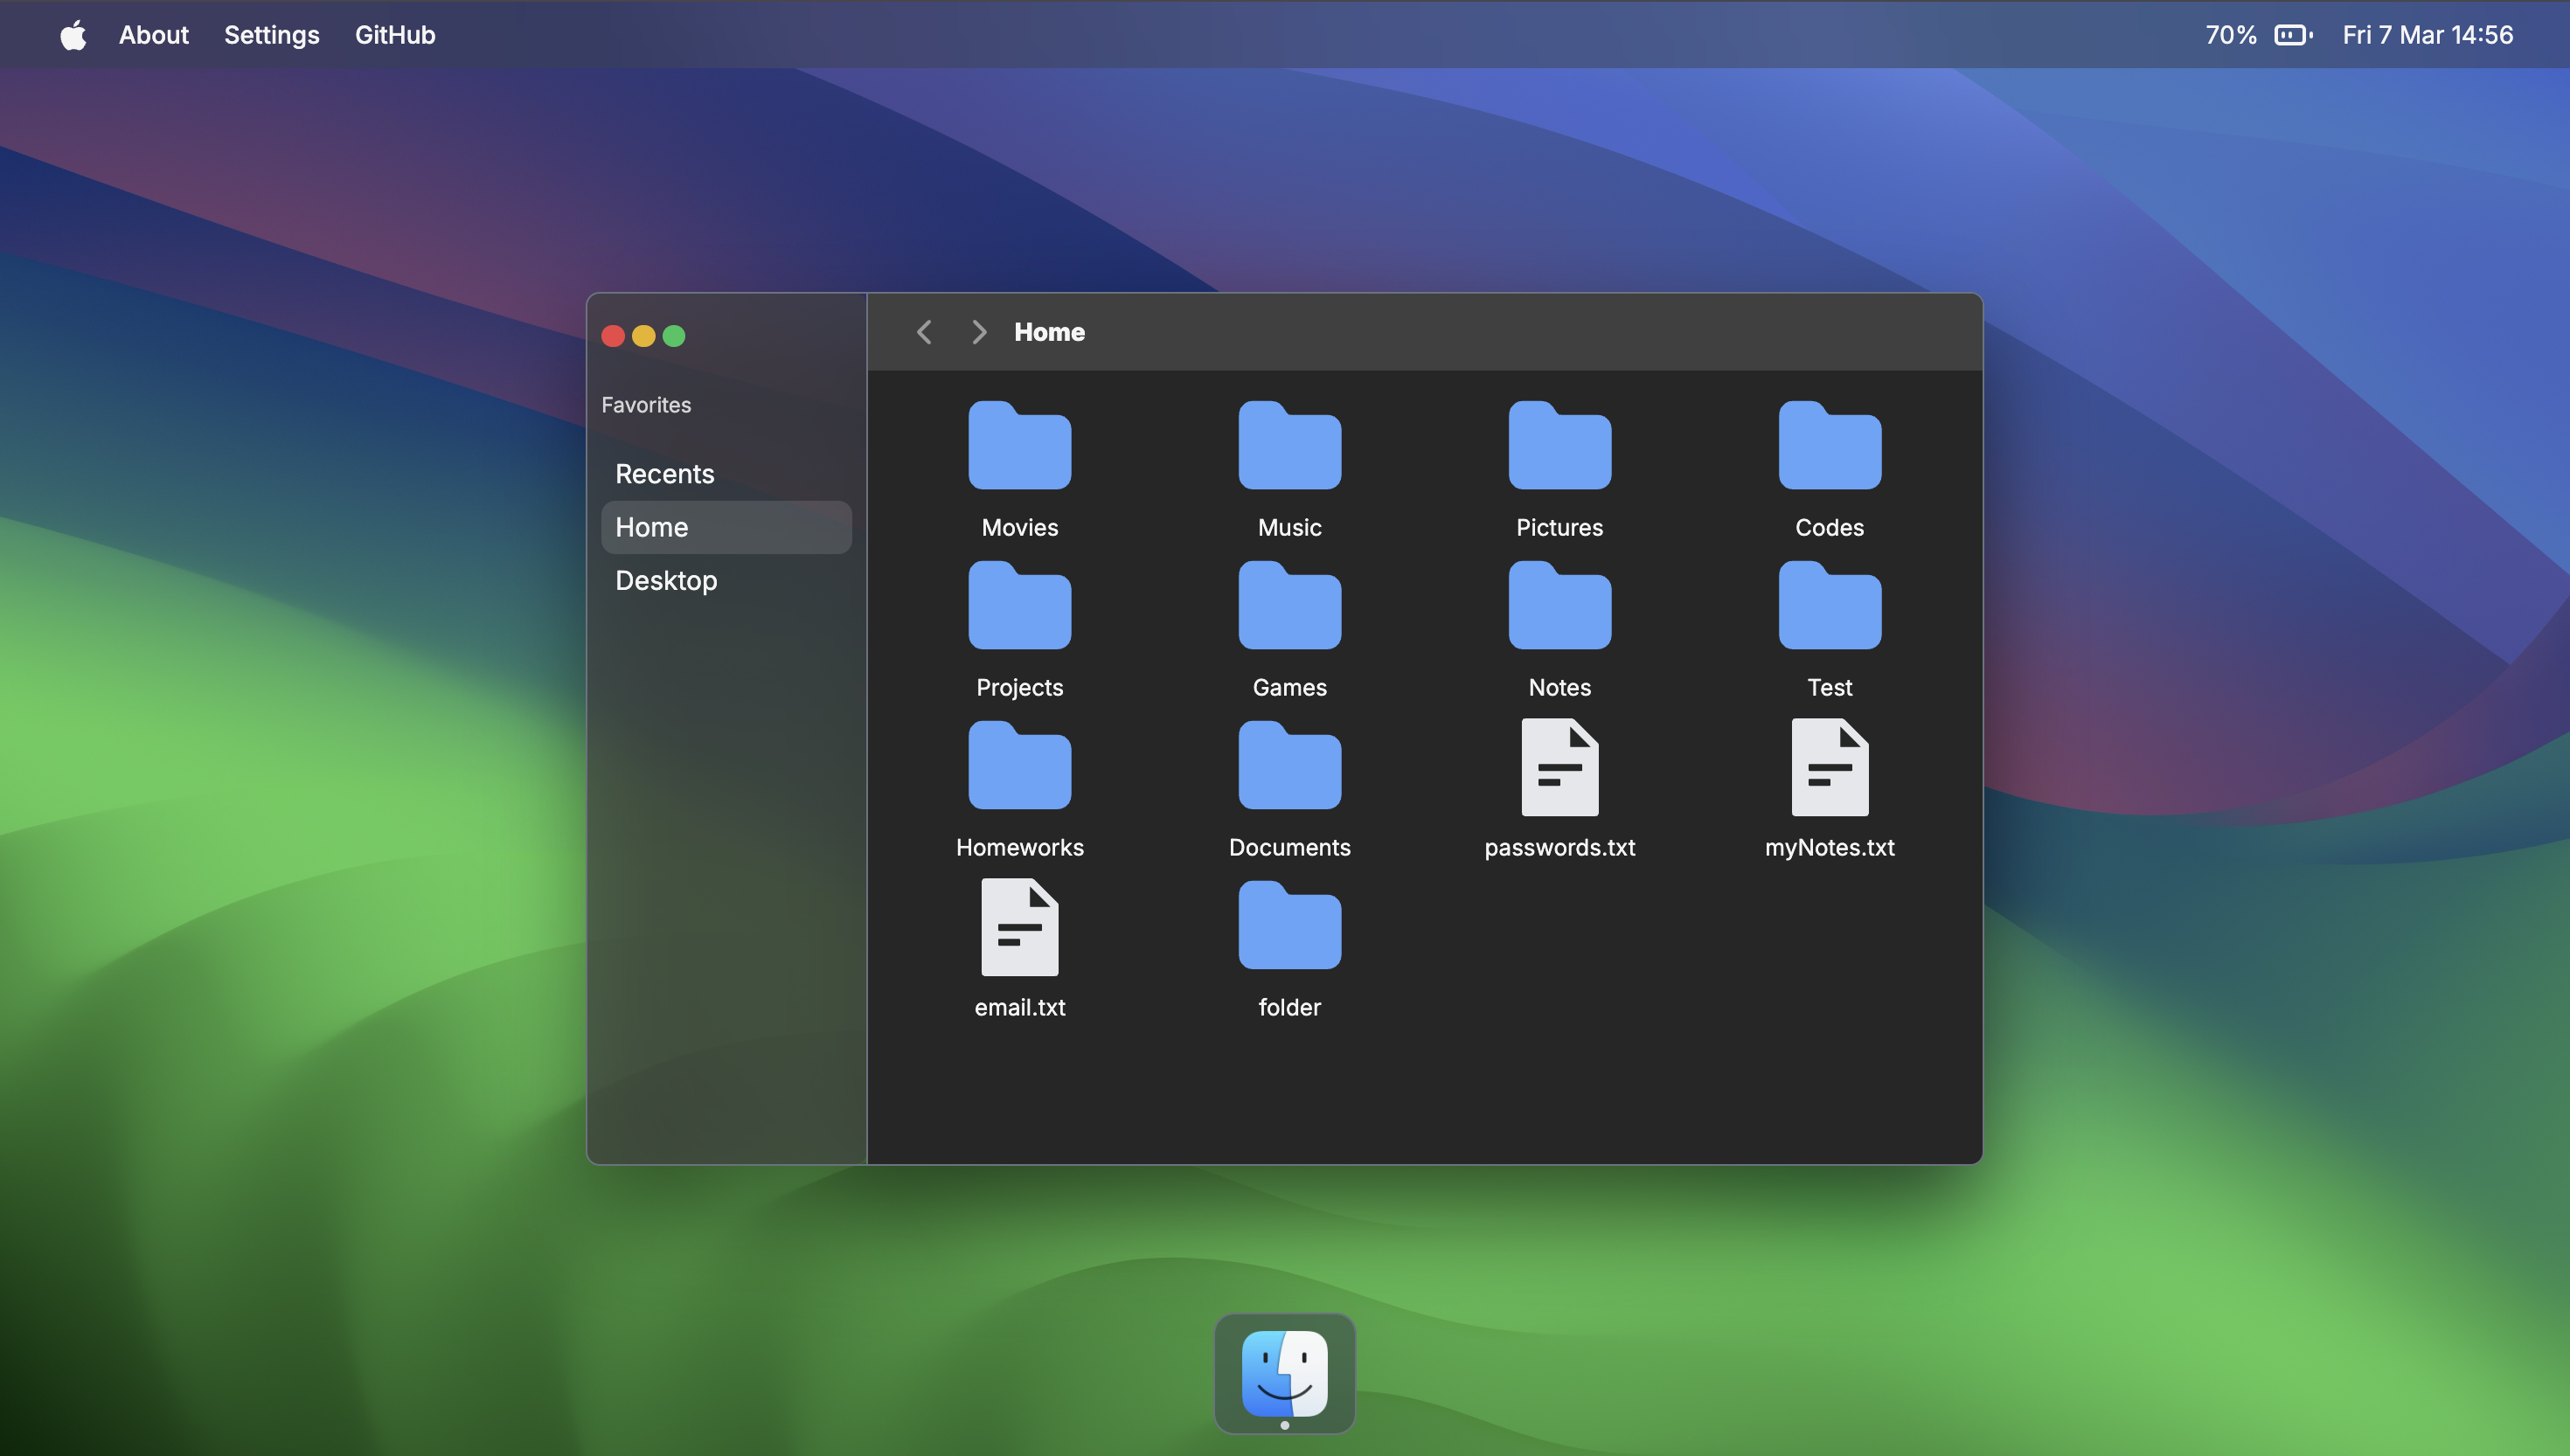 About Settings GitHub 70% Fri 7 Mar 14:56
Home
Favorites
Recents
Home
Desktop
Movies Music Pictures Codes
Projects Games Notes Test
Homeworks Documents passwords.txt myNotes.txt
email.txt folder